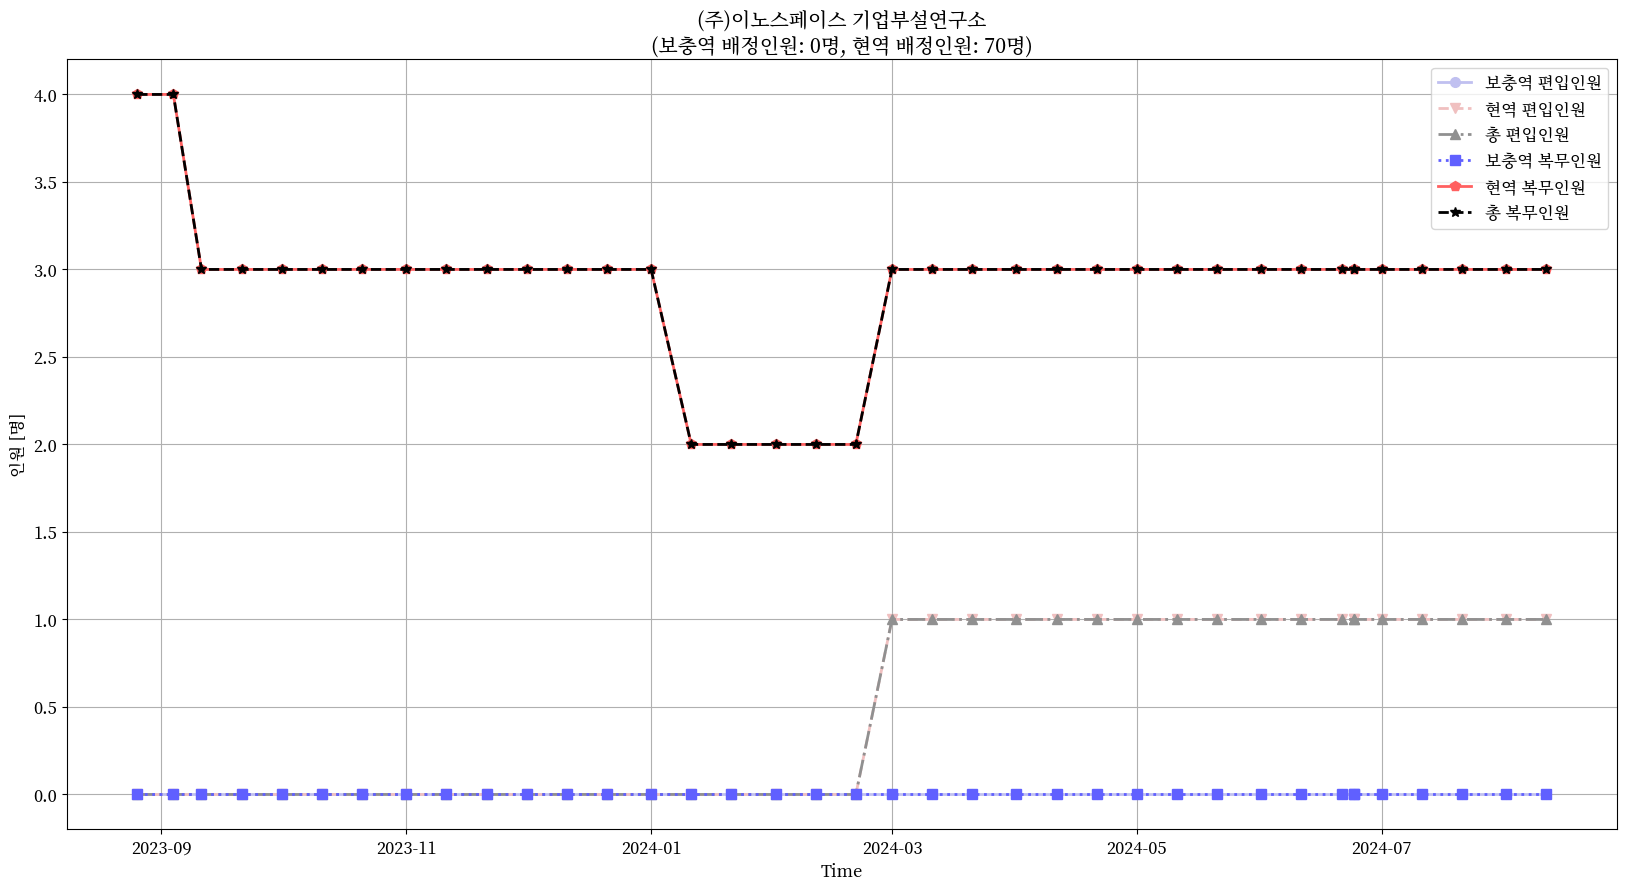 (주)이노스페이스 기업부설연구소
(보충역 배정인원: 0명, 현역 배정인원: 70명)
보충역 편입인원
현역 편입인원
총 편입인원
보충역 복무인원
현역 복무인원
총 복무인원
인원 [명]
4.0
3.5
3.0
2.5
2.0
1.5
1.0
0.5
0.0
2023-09
2023-11
2024-01
2024-03
2024-05
2024-07
Time